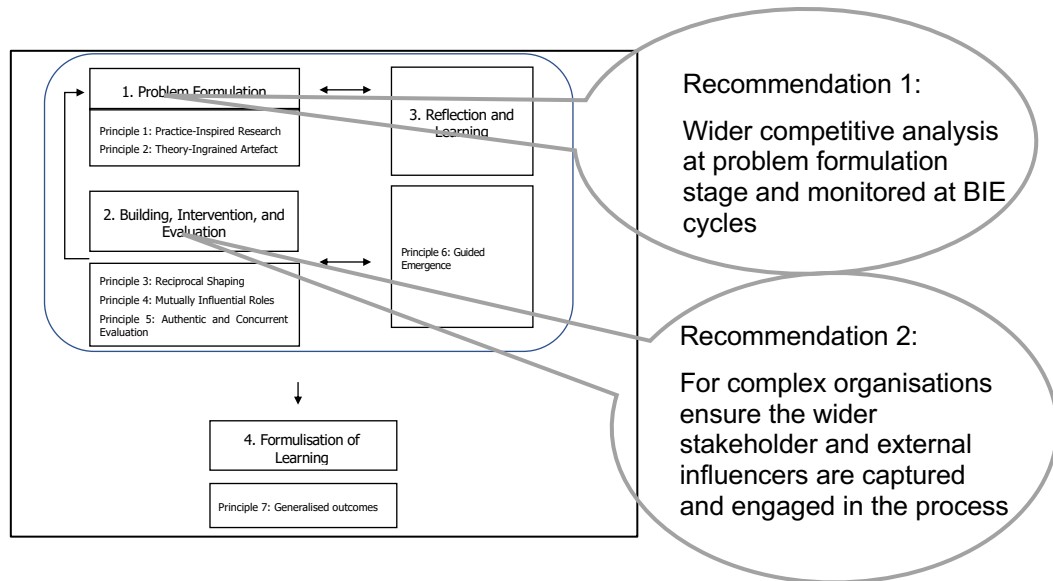 1. Problem Formulation
Principle 1: Practice-Inspired Research
Principle 2: Theory-Ingrained Artefact
3. Reflection and
Learning
2. Building, Intervention, and
Evaluation
Principle 3: Reciprocal Shaping
Principle 4: Mutually Influential Roles
Principle 5: Authentic and Concurrent
Evaluation
Principle 6: Guided
Emergence
4. Formulisation of
Learning
Principle 7: Generalised outcomes
Recommendation 1:
Wider competitive analysis
at problem formulation
stage and monitored at BIE
cycles
Recommendation 2:
For complex organisations
ensure the wider
stakeholder and external
influencers are captured
and engaged in the process